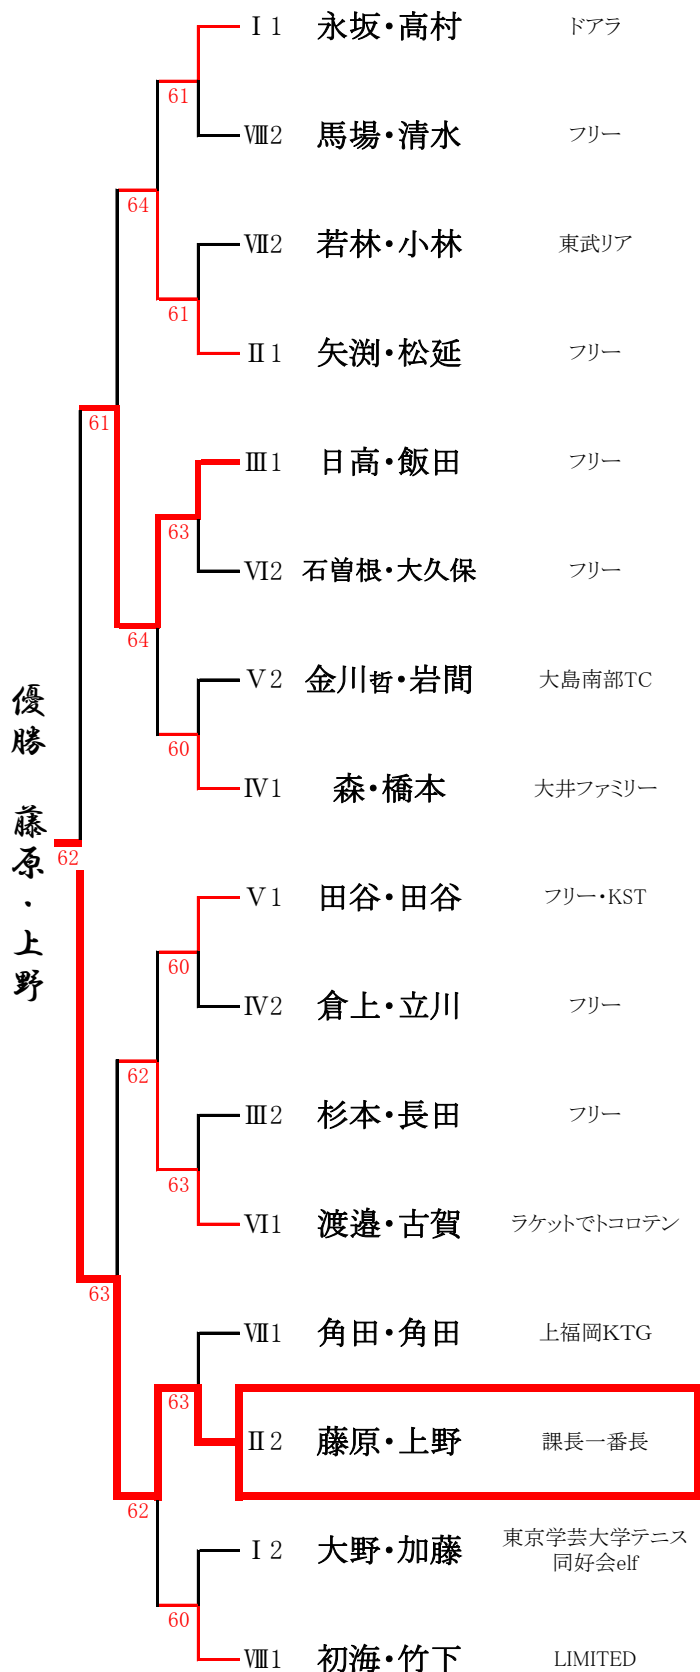 Ⅰ1 永坂・高村 ドアラ
61
Ⅷ2 馬場・清水 フリー
64
Ⅶ2 若林・小林 東武リア
61
Ⅱ1 矢渕・松延 フリー
61
Ⅲ1 日高・飯田 フリー
63
Ⅵ2 石曽根・大久保 フリー
64
Ⅴ2 金川哲・岩間 大島南部TC
60
Ⅳ1 森・橋本 大井ファミリー
優勝 藤原・上野
62
Ⅴ1 田谷・田谷 フリー・KST
60
Ⅳ2 倉上・立川 フリー
62
Ⅲ2 杉本・長田 フリー
63
Ⅵ1 渡邉・古賀 ラケットでトコロテン
63
Ⅶ1 角田・角田 上福岡KTG
63
Ⅱ2 藤原・上野 課長一番長
62
Ⅰ2 大野・加藤 東京学芸大学テニス
同好会elf
60
Ⅷ1 初海・竹下 LIMITED